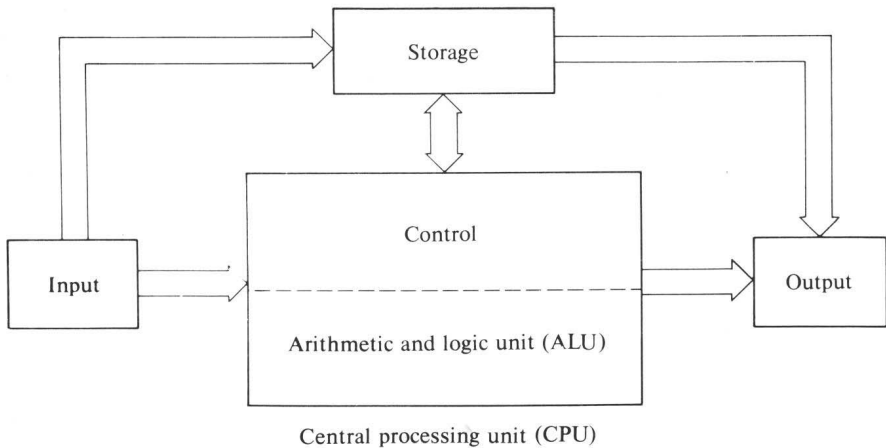 Storage
Control
Input
Output
Arithmetic and logic unit (ALU)
Central processing unit (CPU)